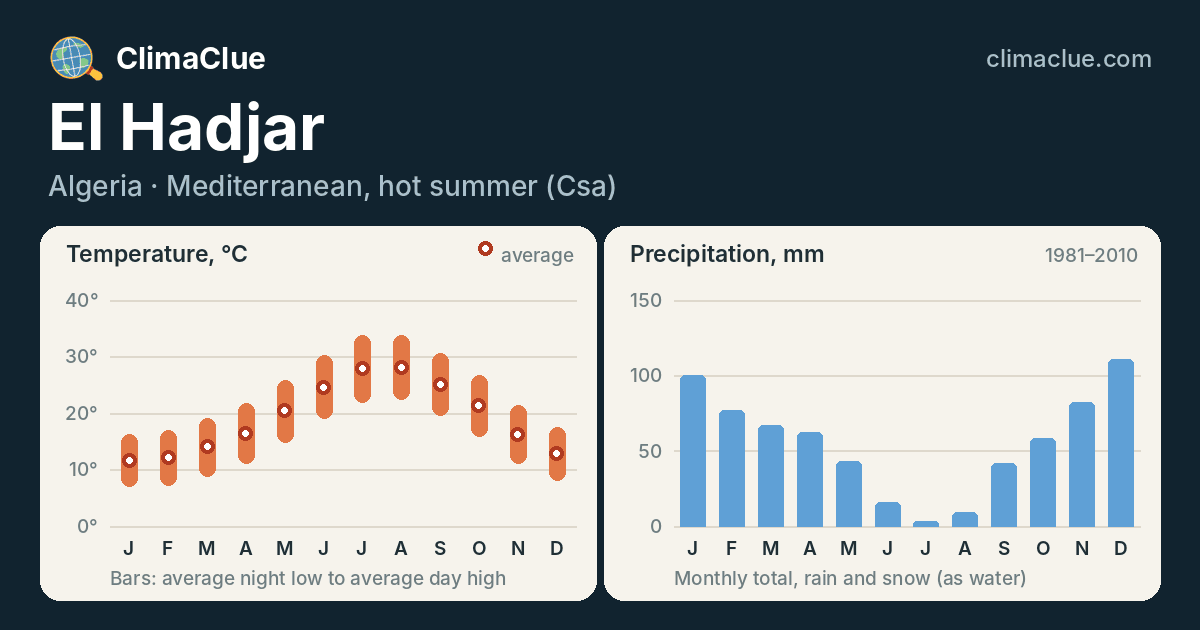 ClimaClue
climaclue.com
El Hadjar
Algeria · Mediterranean, hot summer (Csa)
Temperature, °C
average
40°
30°
20°
10°
0°
J F M A M J J A S O N D
Bars: average night low to average day high
Precipitation, mm
1981–2010
150
100
50
0
J F M A M J J A S O N D
Monthly total, rain and snow (as water)